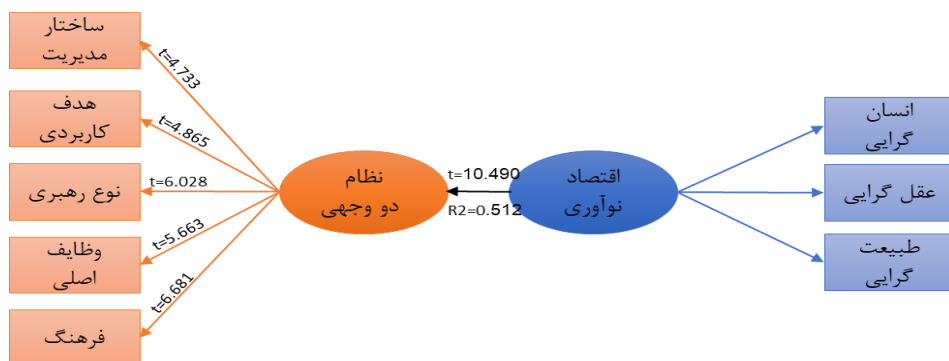 ساختار
مدیریت
هدف
کاربردی
نوع رهبری
وظایف
اصلی
فرهنگ
t=4.733
t=4.865
t=6.028
t=5.663
t=6.681
نظام
دو وجهی
t=10.490
R2=0.512
اقتصاد
نوآوری
انسان
گرایی
عقل گرایی
طبیعت
گرایی